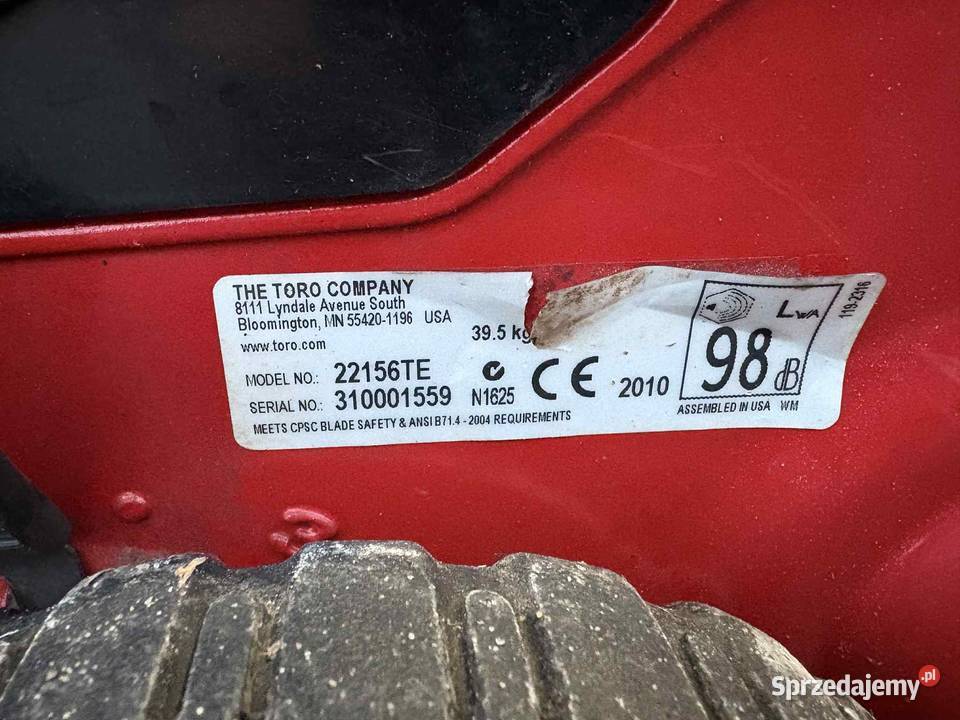 THE TORO COMPANY
8111 Lyndale Avenue South
Bloomington, MN 55420-1196 USA
www.toro.com
39.5 kg
MODEL NO.: 22156TE
SERIAL NO.: 310001559
N1625
CE
2010
LWA
98 dB
ASSEMBLED IN USA WM
MEETS CPSC BLADE SAFETY & ANSI B71.4 - 2004 REQUIREMENTS
119-2316
Sprzedajemy.pl